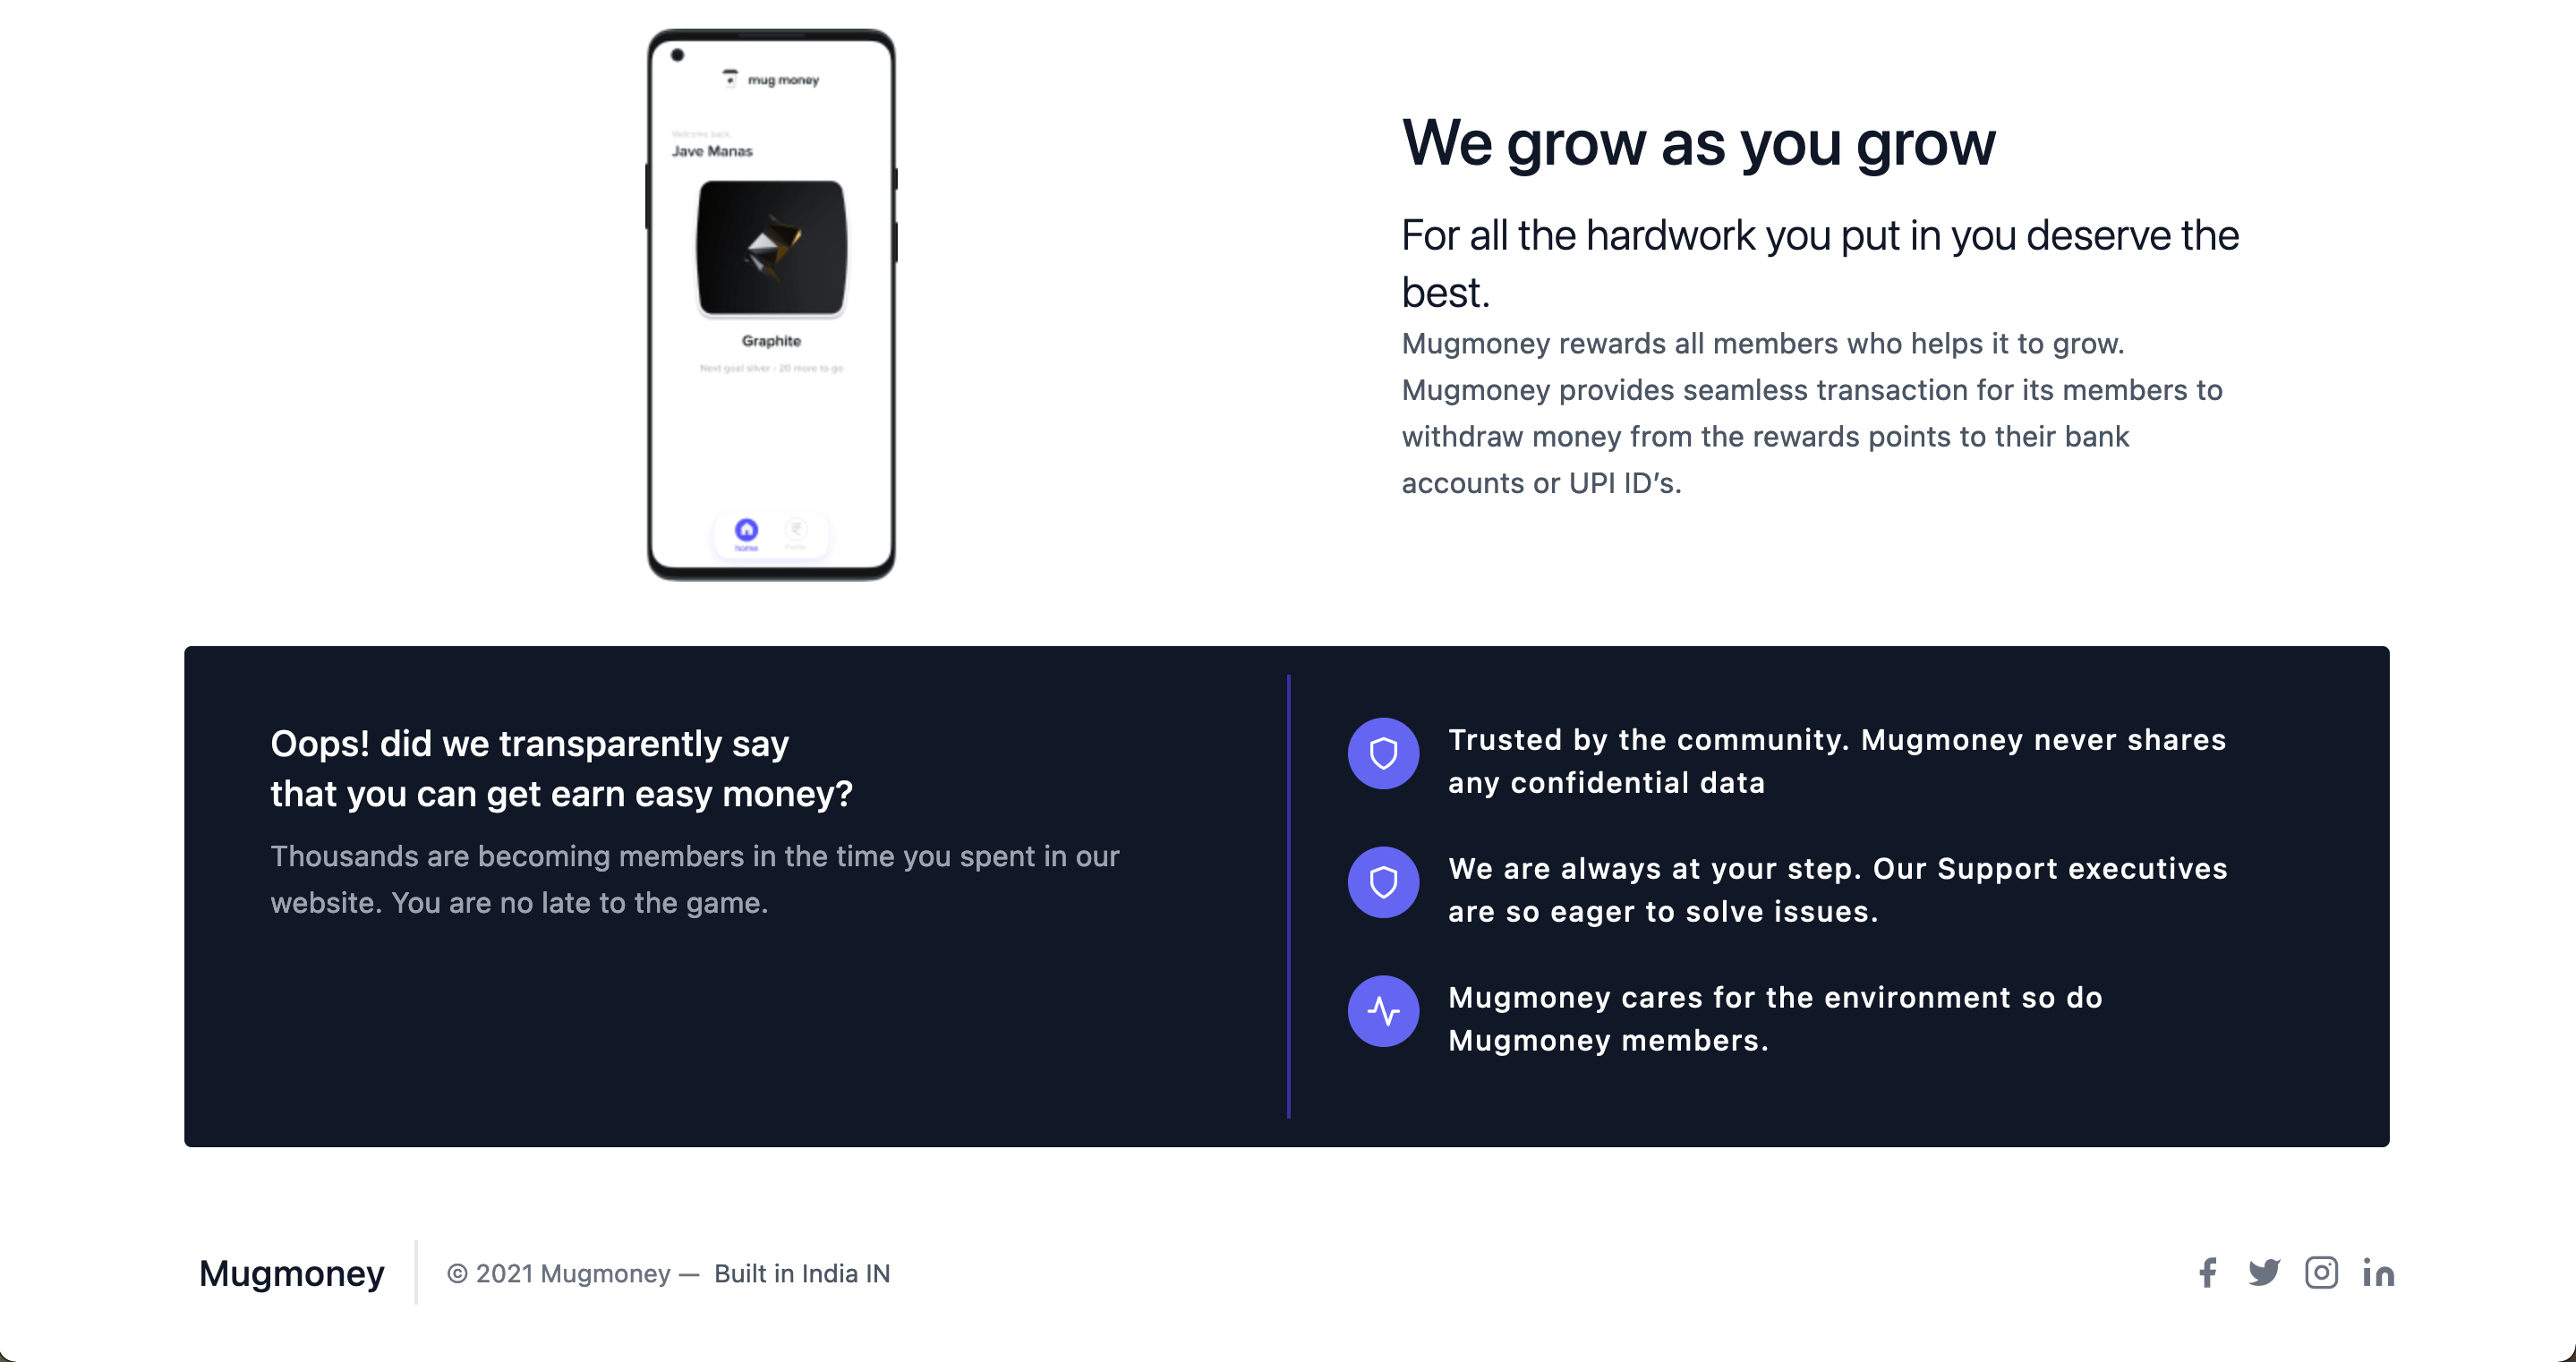 mug money
Welcome back,
Jave Manas
Graphite
Next goal silver - 20 more to go
home
Profile
We grow as you grow
For all the hardwork you put in you deserve the
best.
Mugmoney rewards all members who helps it to grow.
Mugmoney provides seamless transaction for its members to
withdraw money from the rewards points to their bank
accounts or UPI ID’s.
Oops! did we transparently say
that you can get earn easy money?
Thousands are becoming members in the time you spent in our
website. You are no late to the game.
Trusted by the community. Mugmoney never shares
any confidential data
We are always at your step. Our Support executives
are so eager to solve issues.
Mugmoney cares for the environment so do
Mugmoney members.
Mugmoney
© 2021 Mugmoney — Built in India IN